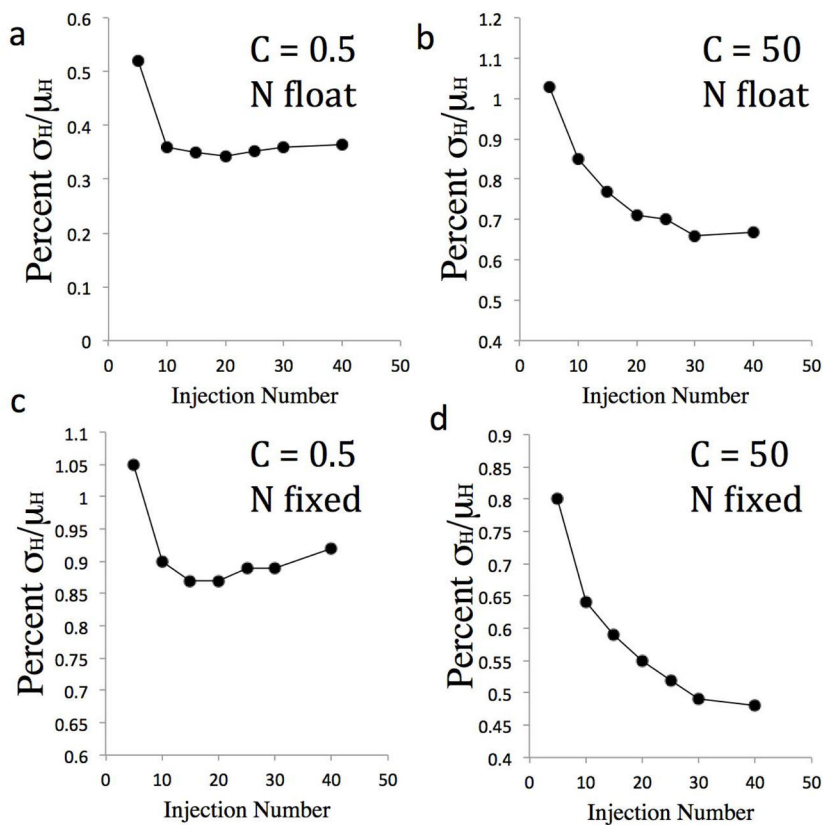 a
C = 0.5
N float
Percent σH/μH
0.6
0.5
0.4
0.3
0.2
0.1
0
0 10 20 30 40 50
Injection Number
b
C = 50
N float
Percent σH/μH
1.2
1.1
1
0.9
0.8
0.7
0.6
0.5
0.4
0 10 20 30 40 50
Injection Number
c
C = 0.5
N fixed
Percent σH/μH
1.1
1.05
1
0.95
0.9
0.85
0.8
0.75
0.7
0.65
0.6
0 10 20 30 40 50
Injection Number
d
C = 50
N fixed
Percent σH/μH
0.9
0.85
0.8
0.75
0.7
0.65
0.6
0.55
0.5
0.45
0.4
0 10 20 30 40 50
Injection Number